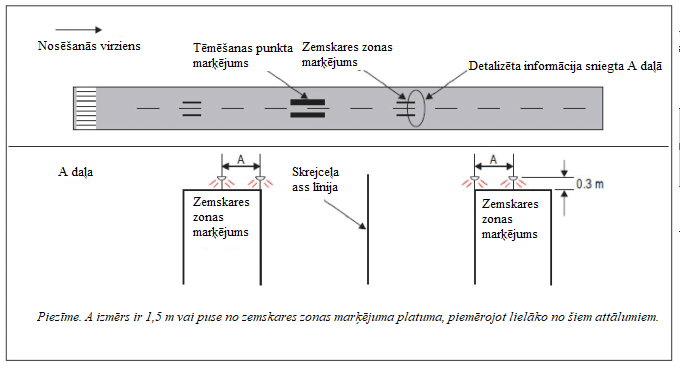 Nosēšanās virziens
Tēmēšanas punkta
marķējums
Zemskares zonas
marķējums
Detalizēta informācija sniegta A daļā
A daļa
A
Zemskares
zonas
marķējums
Skrejceļa
ass līnija
A
0.3 m
Zemskares
zonas
marķējums
Piezīme. A izmērs ir 1,5 m vai puse no zemskares zonas marķējuma platuma, piemērojot lielāko no šiem attālumiem.